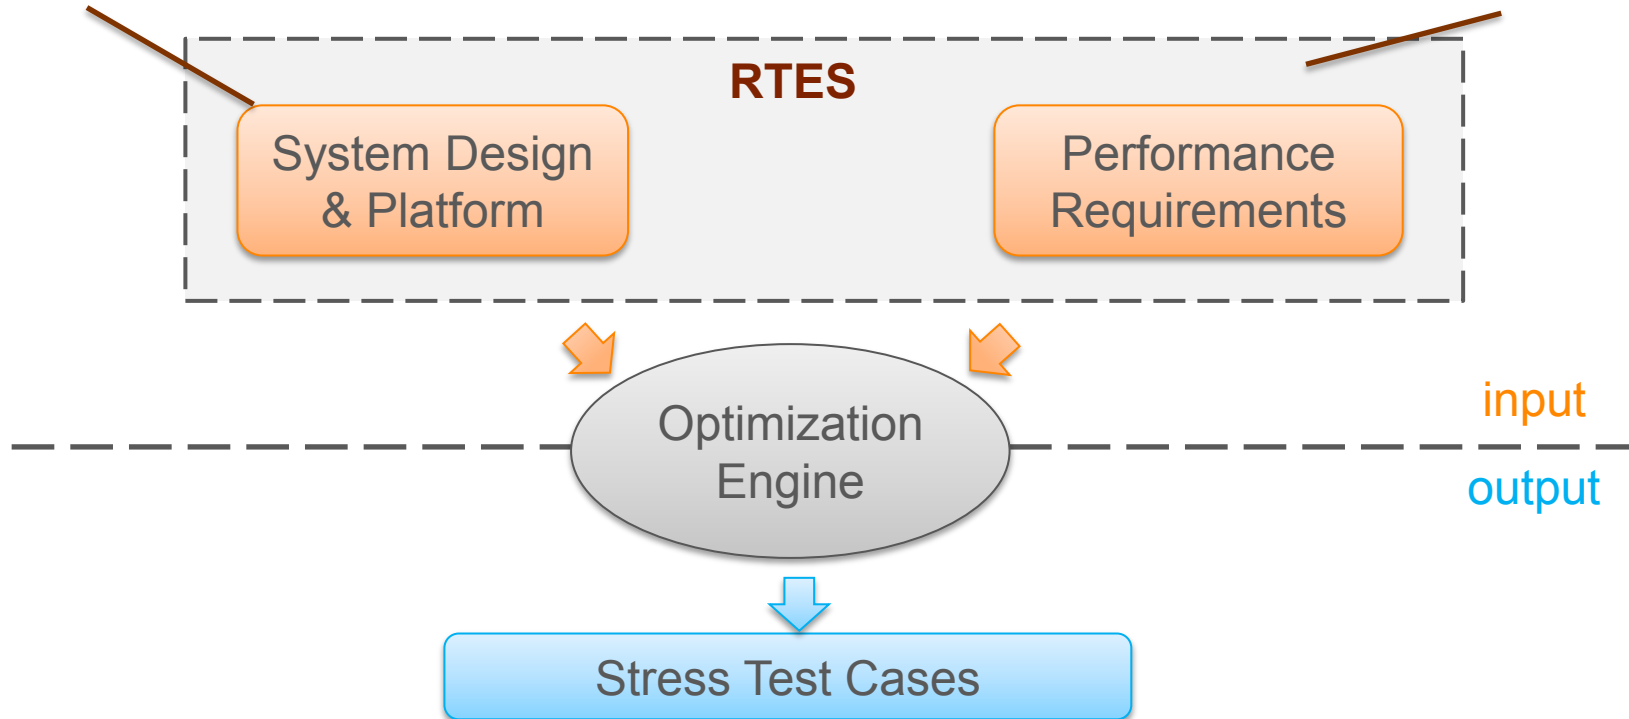 RTES
System Design
& Platform
Performance
Requirements
input
Optimization
Engine
output
Stress Test Cases